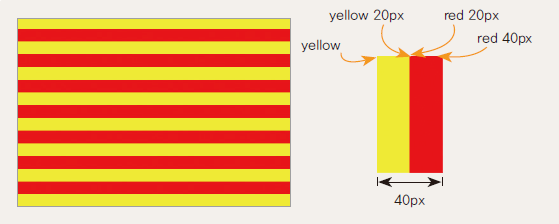 yellow 20px
red 20px
yellow
red 40px
40px